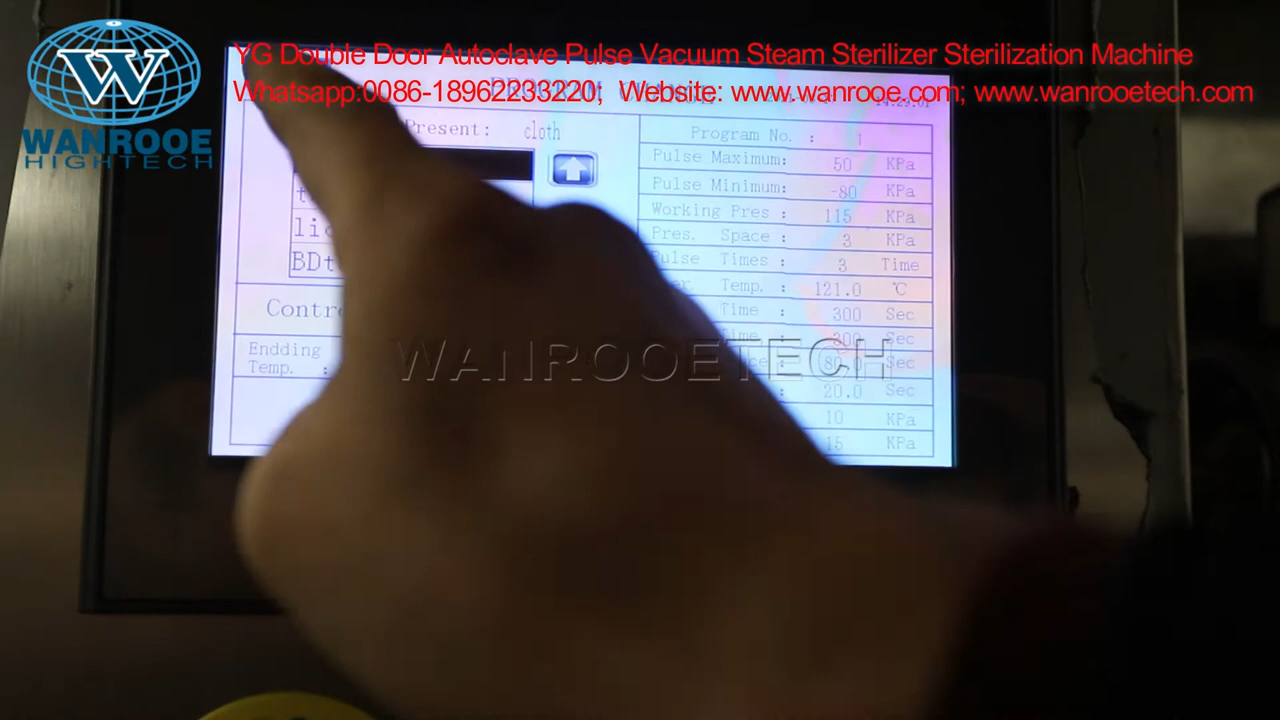 YG Double Door Autoclave Pulse Vacuum Steam Sterilizer Sterilization Machine
Whatsapp:0086-18962233220; Website: www.wanrooe.com; www.wanrooetech.com
W
WANROOE
HIGHTECH
Present: cloth
Program No. : 1
Pulse Maximum: 50 KPa
Pulse Minimum: -80 KPa
Working Pres : 115 KPa
Pres. Space : 3 KPa
Pulse Times : 3 Time
Temp. : 121.0 ℃
Time : 300 Sec
300 Sec
80.0 Sec
: 20.0 Sec
10 KPa
15 KPa
BDt
Contro
Endding
Temp. :
WANROOETECH